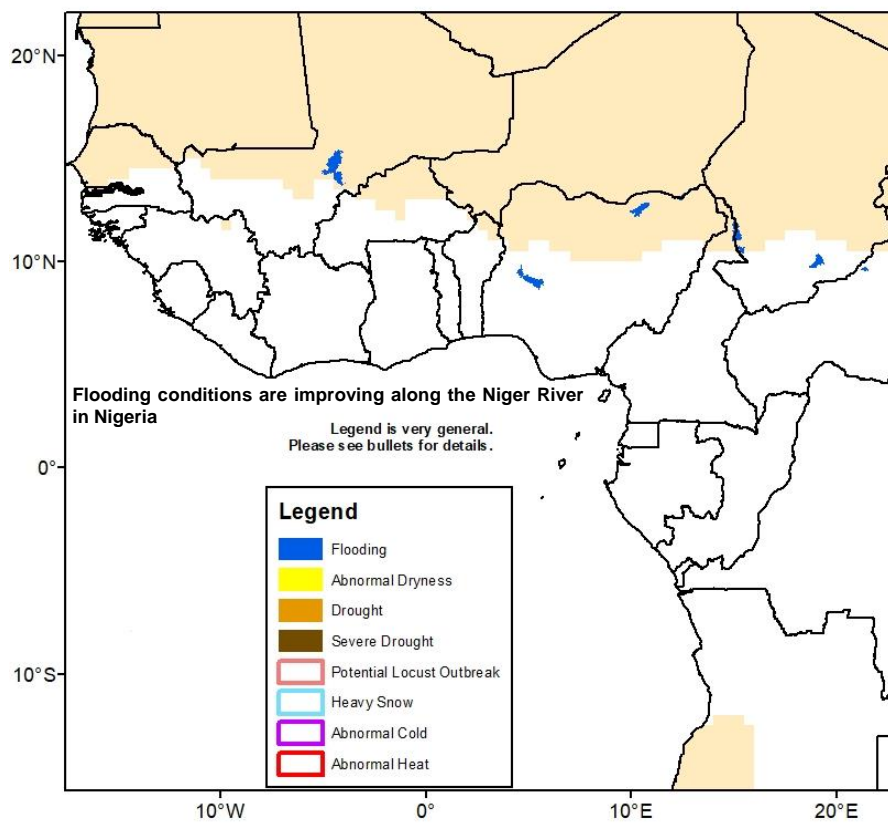 20°N
10°N
Flooding conditions are improving along the Niger River
in Nigeria
Legend is very general.
Please see bullets for details.
0°
Legend
Flooding
Abnormal Dryness
Drought
Severe Drought
Potential Locust Outbreak
Heavy Snow
Abnormal Cold
Abnormal Heat
10°S
10°W 0° 10°E 20°E